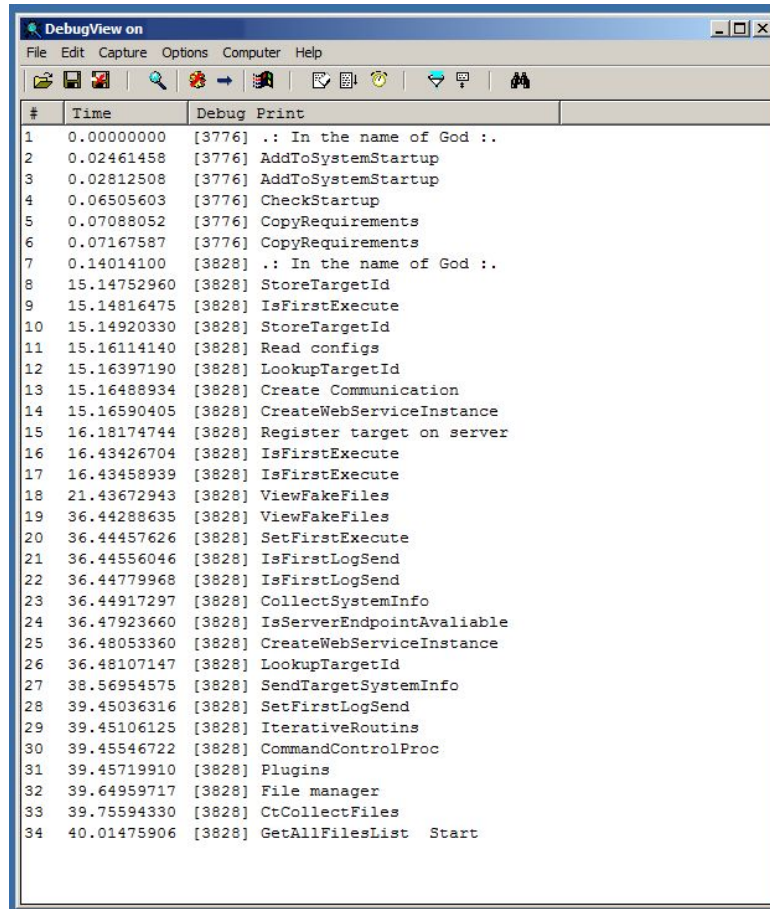 DebugView on
File Edit Capture Options Computer Help
# Time Debug Print
1 0.00000000 [3776] .: In the name of God :.
2 0.02461458 [3776] AddToSystemStartup
3 0.02812508 [3776] AddToSystemStartup
4 0.06505603 [3776] CheckStartup
5 0.07088052 [3776] CopyRequirements
6 0.07167587 [3776] CopyRequirements
7 0.14014100 [3828] .: In the name of God :.
8 15.14752960 [3828] StoreTargetId
9 15.14816475 [3828] IsFirstExecute
10 15.14920330 [3828] StoreTargetId
11 15.16114140 [3828] Read configs
12 15.16397190 [3828] LookupTargetId
13 15.16488934 [3828] Create Communication
14 15.16590405 [3828] CreateWebServiceInstance
15 16.18174744 [3828] Register target on server
16 16.43426704 [3828] IsFirstExecute
17 16.43458939 [3828] IsFirstExecute
18 21.43672943 [3828] ViewFakeFiles
19 36.44288635 [3828] ViewFakeFiles
20 36.44457626 [3828] SetFirstExecute
21 36.44556046 [3828] IsFirstLogSend
22 36.44779968 [3828] IsFirstLogSend
23 36.44917297 [3828] CollectSystemInfo
24 36.47923660 [3828] IsServerEndpointAvaliable
25 36.48053360 [3828] CreateWebServiceInstance
26 36.48107147 [3828] LookupTargetId
27 38.56954575 [3828] SendTargetSystemInfo
28 39.45036316 [3828] SetFirstLogSend
29 39.45106125 [3828] IterativeRoutins
30 39.45546722 [3828] CommandControlProc
31 39.45719910 [3828] Plugins
32 39.64959717 [3828] File manager
33 39.75594330 [3828] CtCollectFiles
34 40.01475906 [3828] GetAllFilesList Start